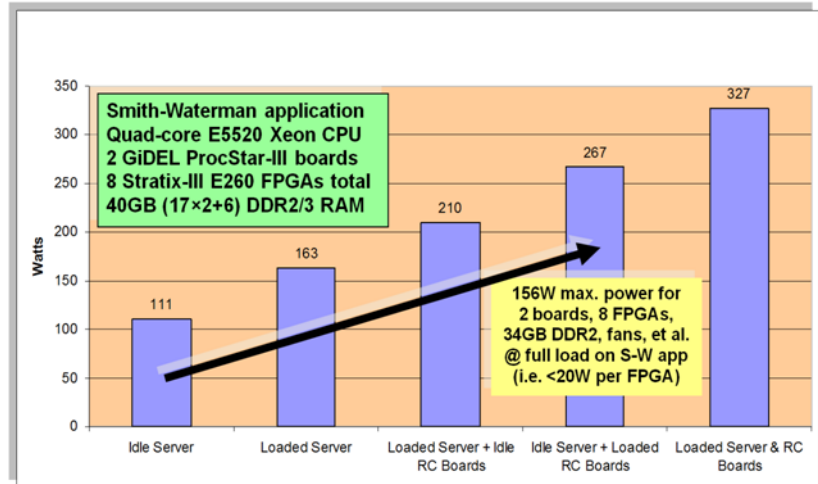 350
300
250
200
150
100
50
0
Watts
Smith-Waterman application
Quad-core E5520 Xeon CPU
2 GiDEL ProcStar-III boards
8 Stratix-III E260 FPGAs total
40GB (17×2+6) DDR2/3 RAM
111
163
210
267
327
156W max. power for
2 boards, 8 FPGAs,
34GB DDR2, fans, et al.
@ full load on S-W app
(i.e. <20W per FPGA)
Idle Server
Loaded Server
Loaded Server + Idle
RC Boards
Idle Server + Loaded
RC Boards
Loaded Server & RC
Boards